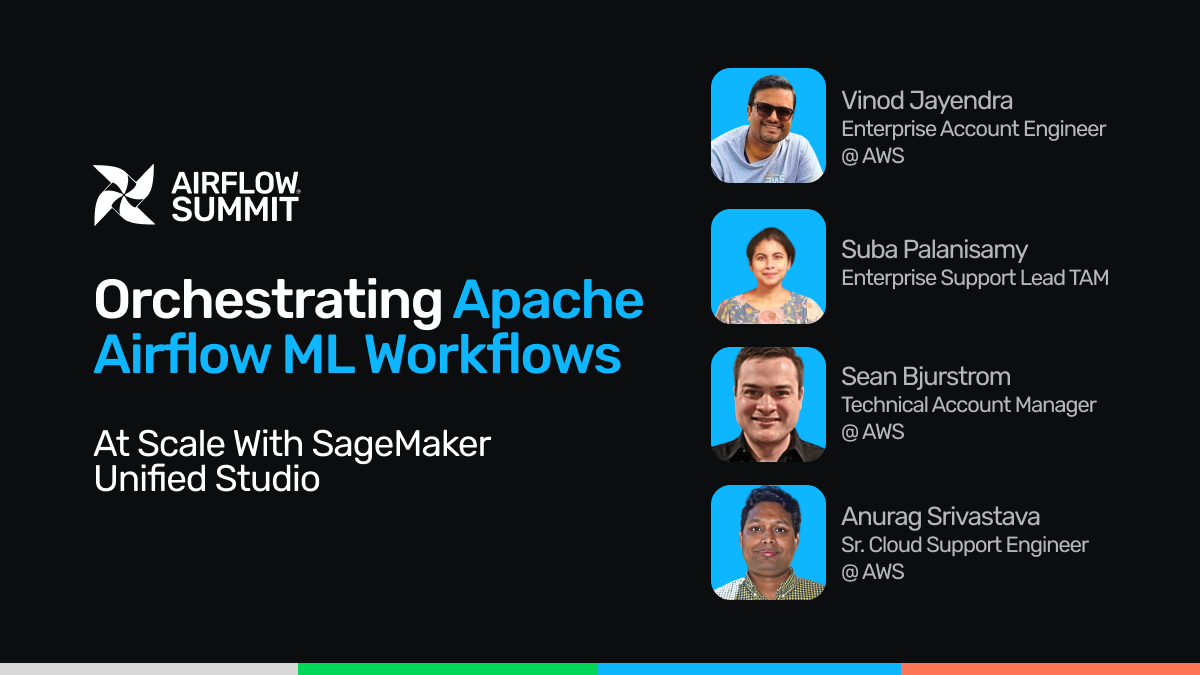 AIRFLOW
SUMMIT
Orchestrating Apache
Airflow ML Workflows
At Scale With SageMaker
Unified Studio
Vinod Jayendra
Enterprise Account Engineer
@ AWS
aws
Suba Palanisamy
Enterprise Support Lead TAM
Sean Bjurstrom
Technical Account Manager
@ AWS
Anurag Srivastava
Sr. Cloud Support Engineer
@ AWS